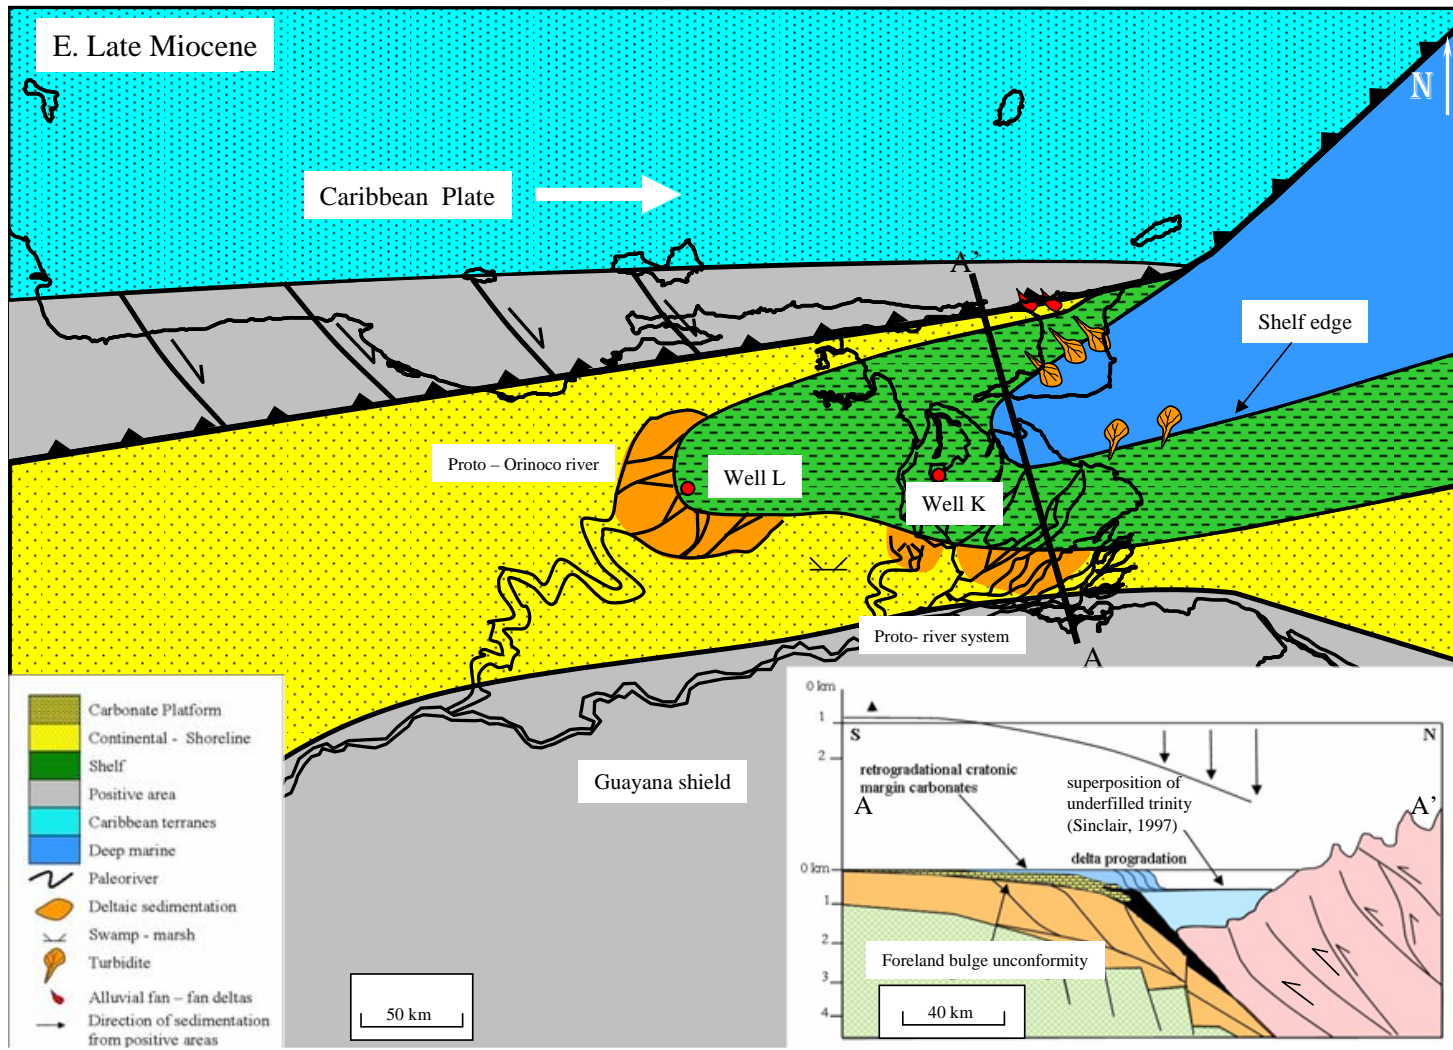 E. Late Miocene
N
Caribbean Plate
A'
Shelf edge
Proto – Orinoco river
Well L
Well K
Proto- river system
A
Guayana shield
50 km
Carbonate Platform
Continental - Shoreline
Shelf
Positive area
Caribbean terranes
Deep marine
Paleoriver
Deltaic sedimentation
Swamp - marsh
Turbidite
Alluvial fan – fan deltas
Direction of sedimentation
from positive areas
0 km
1
S
N
2
retrogradational cratonic
margin carbonates
superposition of
underfilled trinity
(Sinclair, 1997)
A
A'
delta progradation
0 km
1
2
Foreland bulge unconformity
3
4
40 km